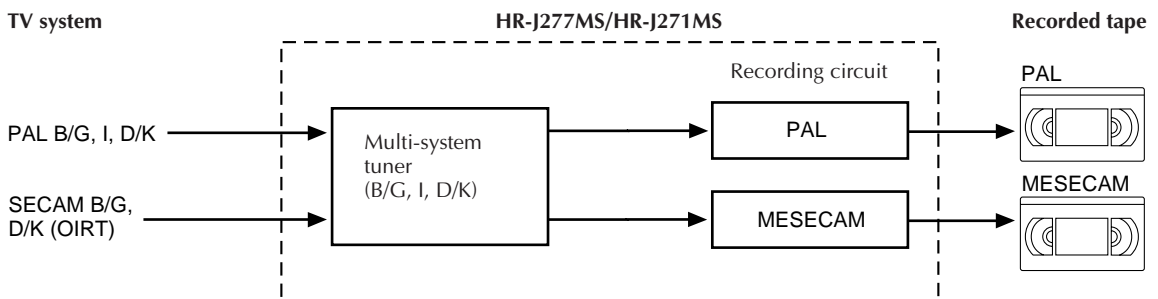 TV system
HR-J277MS/HR-J271MS
Recorded tape
Recording circuit
PAL
PAL B/G, I, D/K
Multi-system
tuner
(B/G, I, D/K)
PAL
SECAM B/G,
D/K (OIRT)
MESECAM
MESECAM